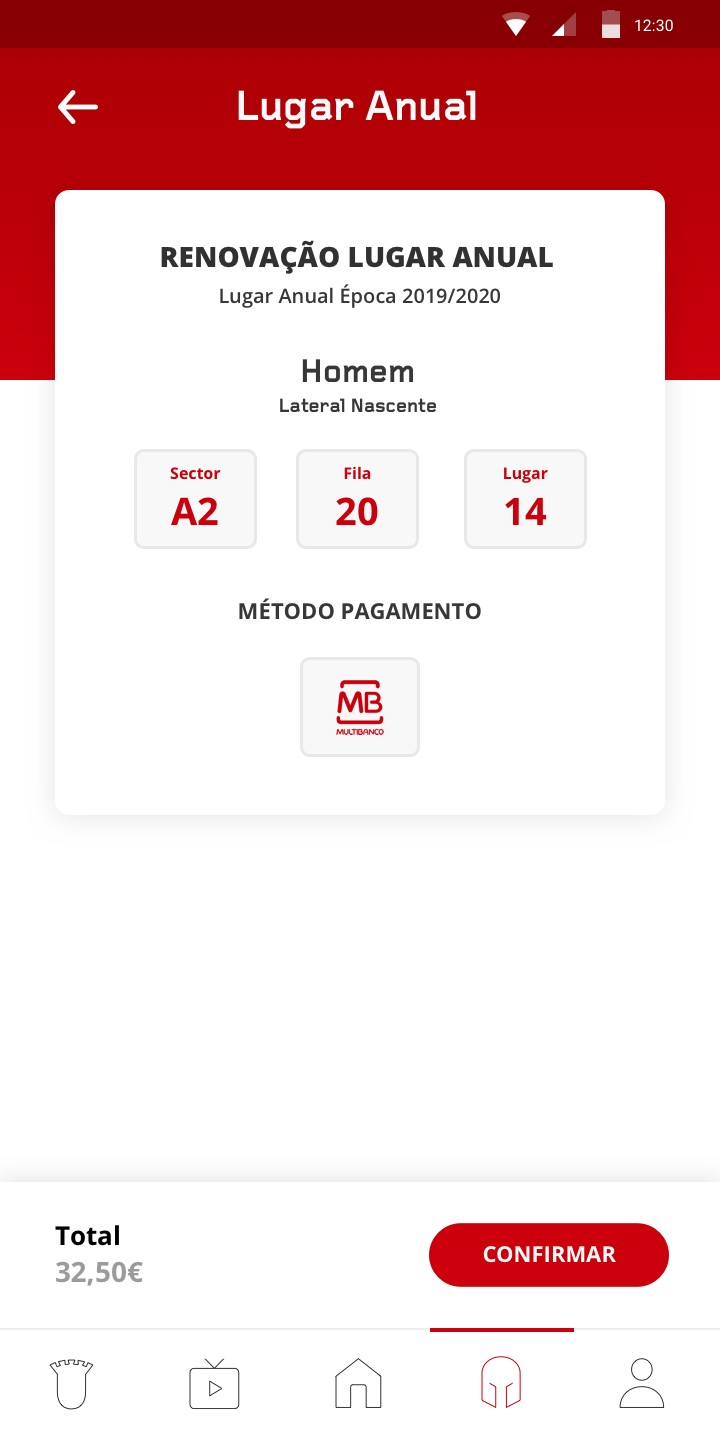 12:30
Lugar Anual
RENOVAÇÃO LUGAR ANUAL
Lugar Anual Época 2019/2020
Homem
Lateral Nascente
Sector
A2
Fila
20
Lugar
14
MÉTODO PAGAMENTO
MB
MULTIBANCO
Total
32,50€
CONFIRMAR